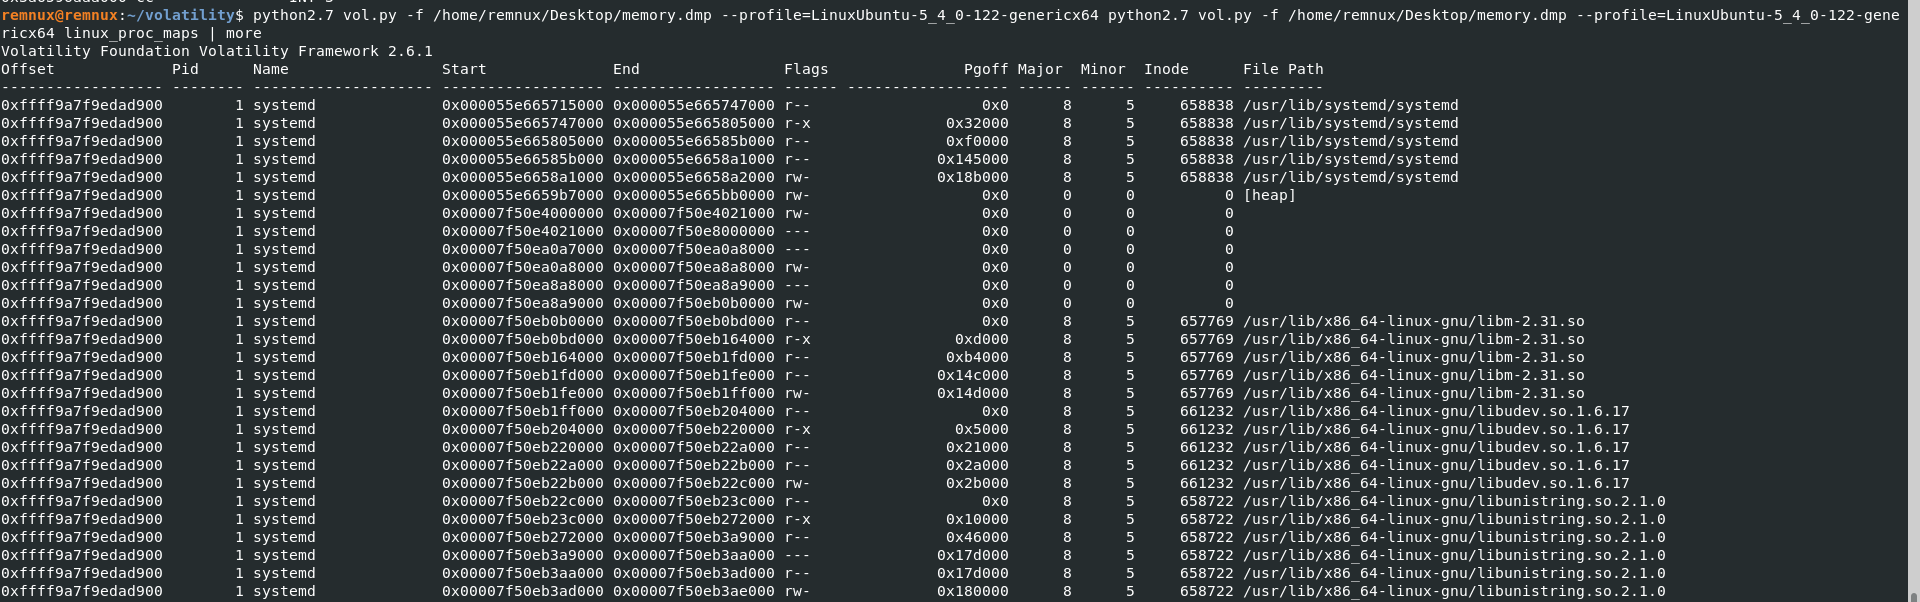 remnux@remnux:~/volatility$ python2.7 vol.py -f /home/remnux/Desktop/memory.dmp --profile=LinuxUbuntu-5_4_0-122-genericx64 python2.7 vol.py -f /home/remnux/Desktop/memory.dmp --profile=LinuxUbuntu-5_4_0-122-gene
ricx64 linux_proc_maps | more
Volatility Foundation Volatility Framework 2.6.1
Offset             Pid      Name                 Start              End                Flags               Pgoff Major  Minor  Inode      File Path
------------------ -------- -------------------- ------------------ ------------------ ------ ------------------ ------ ------ ---------- ---------
0xffff9a7f9edad900        1 systemd              0x000055e665715000 0x000055e665747000 r--                   0x0      8      5     658838 /usr/lib/systemd/systemd
0xffff9a7f9edad900        1 systemd              0x000055e665747000 0x000055e665805000 r-x               0x32000      8      5     658838 /usr/lib/systemd/systemd
0xffff9a7f9edad900        1 systemd              0x000055e665805000 0x000055e66585b000 r--               0xf0000      8      5     658838 /usr/lib/systemd/systemd
0xffff9a7f9edad900        1 systemd              0x000055e66585b000 0x000055e6658a1000 r--              0x145000      8      5     658838 /usr/lib/systemd/systemd
0xffff9a7f9edad900        1 systemd              0x000055e6658a1000 0x000055e6658a2000 rw-              0x18b000      8      5     658838 /usr/lib/systemd/systemd
0xffff9a7f9edad900        1 systemd              0x000055e6659b7000 0x000055e665bb0000 rw-                   0x0      0      0          0 [heap]
0xffff9a7f9edad900        1 systemd              0x00007f50e4000000 0x00007f50e4021000 rw-                   0x0      0      0          0
0xffff9a7f9edad900        1 systemd              0x00007f50e4021000 0x00007f50e8000000 ---                   0x0      0      0          0
0xffff9a7f9edad900        1 systemd              0x00007f50ea0a7000 0x00007f50ea0a8000 ---                   0x0      0      0          0
0xffff9a7f9edad900        1 systemd              0x00007f50ea0a8000 0x00007f50ea8a8000 rw-                   0x0      0      0          0
0xffff9a7f9edad900        1 systemd              0x00007f50ea8a8000 0x00007f50ea8a9000 ---                   0x0      0      0          0
0xffff9a7f9edad900        1 systemd              0x00007f50ea8a9000 0x00007f50eb0b0000 rw-                   0x0      0      0          0
0xffff9a7f9edad900        1 systemd              0x00007f50eb0b0000 0x00007f50eb0bd000 r--                   0x0      8      5     657769 /usr/lib/x86_64-linux-gnu/libm-2.31.so
0xffff9a7f9edad900        1 systemd              0x00007f50eb0bd000 0x00007f50eb164000 r-x                0xd000      8      5     657769 /usr/lib/x86_64-linux-gnu/libm-2.31.so
0xffff9a7f9edad900        1 systemd              0x00007f50eb164000 0x00007f50eb1fd000 r--               0xb4000      8      5     657769 /usr/lib/x86_64-linux-gnu/libm-2.31.so
0xffff9a7f9edad900        1 systemd              0x00007f50eb1fd000 0x00007f50eb1fe000 r--              0x14c000      8      5     657769 /usr/lib/x86_64-linux-gnu/libm-2.31.so
0xffff9a7f9edad900        1 systemd              0x00007f50eb1fe000 0x00007f50eb1ff000 rw-              0x14d000      8      5     657769 /usr/lib/x86_64-linux-gnu/libm-2.31.so
0xffff9a7f9edad900        1 systemd              0x00007f50eb1ff000 0x00007f50eb204000 r--                   0x0      8      5     661232 /usr/lib/x86_64-linux-gnu/libudev.so.1.6.17
0xffff9a7f9edad900        1 systemd              0x00007f50eb204000 0x00007f50eb220000 r-x                0x5000      8      5     661232 /usr/lib/x86_64-linux-gnu/libudev.so.1.6.17
0xffff9a7f9edad900        1 systemd              0x00007f50eb220000 0x00007f50eb22a000 r--               0x21000      8      5     661232 /usr/lib/x86_64-linux-gnu/libudev.so.1.6.17
0xffff9a7f9edad900        1 systemd              0x00007f50eb22a000 0x00007f50eb22b000 r--               0x2a000      8      5     661232 /usr/lib/x86_64-linux-gnu/libudev.so.1.6.17
0xffff9a7f9edad900        1 systemd              0x00007f50eb22b000 0x00007f50eb22c000 rw-               0x2b000      8      5     661232 /usr/lib/x86_64-linux-gnu/libudev.so.1.6.17
0xffff9a7f9edad900        1 systemd              0x00007f50eb22c000 0x00007f50eb23c000 r--                   0x0      8      5     658722 /usr/lib/x86_64-linux-gnu/libunistring.so.2.1.0
0xffff9a7f9edad900        1 systemd              0x00007f50eb23c000 0x00007f50eb272000 r-x               0x10000      8      5     658722 /usr/lib/x86_64-linux-gnu/libunistring.so.2.1.0
0xffff9a7f9edad900        1 systemd              0x00007f50eb272000 0x00007f50eb3a9000 r--               0x46000      8      5     658722 /usr/lib/x86_64-linux-gnu/libunistring.so.2.1.0
0xffff9a7f9edad900        1 systemd              0x00007f50eb3a9000 0x00007f50eb3aa000 ---              0x17d000      8      5     658722 /usr/lib/x86_64-linux-gnu/libunistring.so.2.1.0
0xffff9a7f9edad900        1 systemd              0x00007f50eb3aa000 0x00007f50eb3ad000 r--              0x17d000      8      5     658722 /usr/lib/x86_64-linux-gnu/libunistring.so.2.1.0
0xffff9a7f9edad900        1 systemd              0x00007f50eb3ad000 0x00007f50eb3ae000 rw-              0x180000      8      5     658722 /usr/lib/x86_64-linux-gnu/libunistring.so.2.1.0